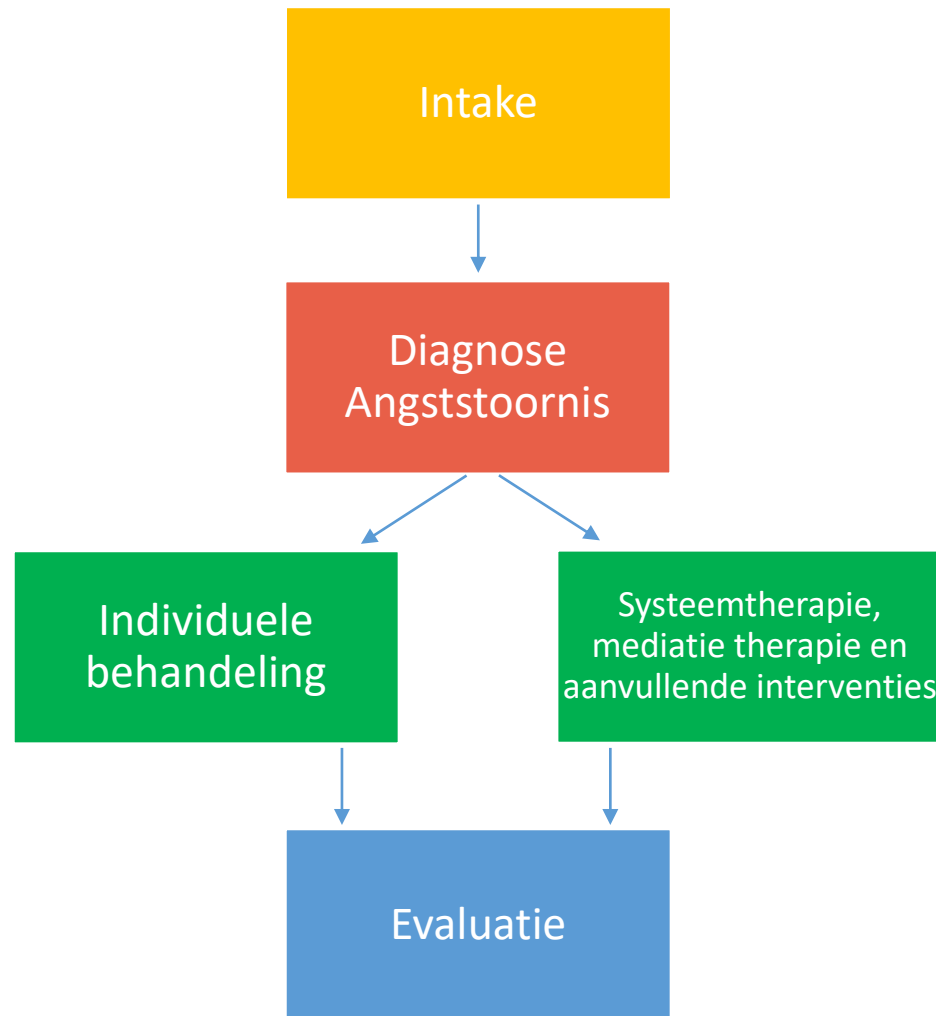 Intake
Diagnose
Angststoornis
Individuele
behandeling
Systeemtherapie,
mediatie therapie en
aanvullende interventies
Evaluatie